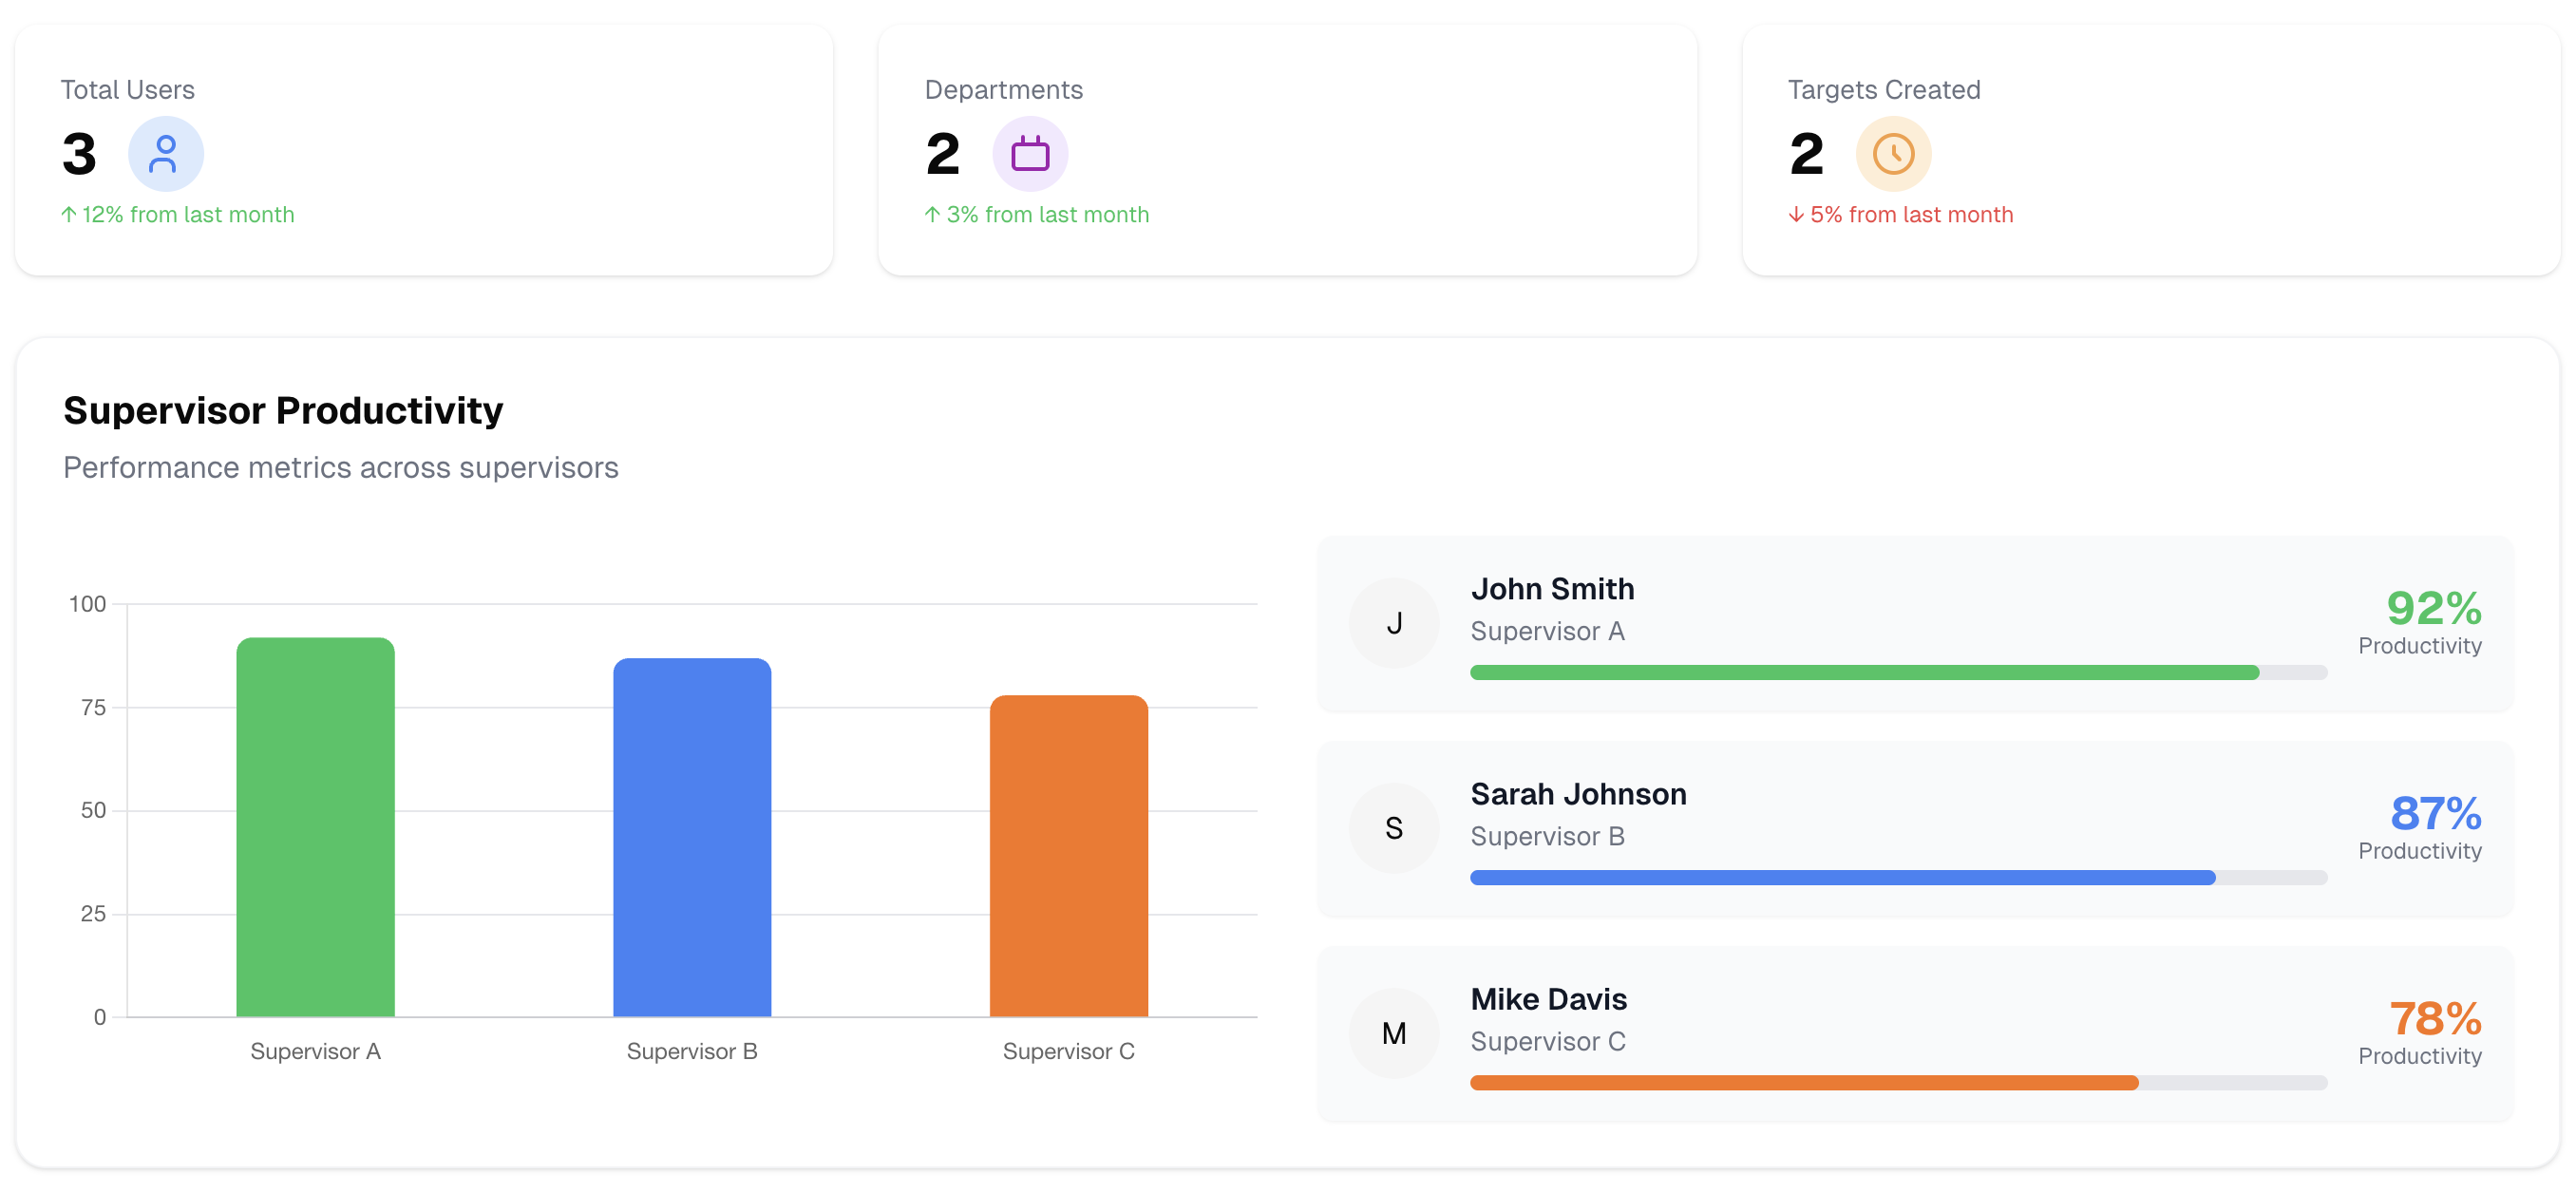 Total Users
3
↑ 12% from last month
Departments
2
↑ 3% from last month
Targets Created
2
↓ 5% from last month
Supervisor Productivity
Performance metrics across supervisors
100
75
50
25
0
Supervisor A
Supervisor B
Supervisor C
J
John Smith
Supervisor A
92%
Productivity
S
Sarah Johnson
Supervisor B
87%
Productivity
M
Mike Davis
Supervisor C
78%
Productivity